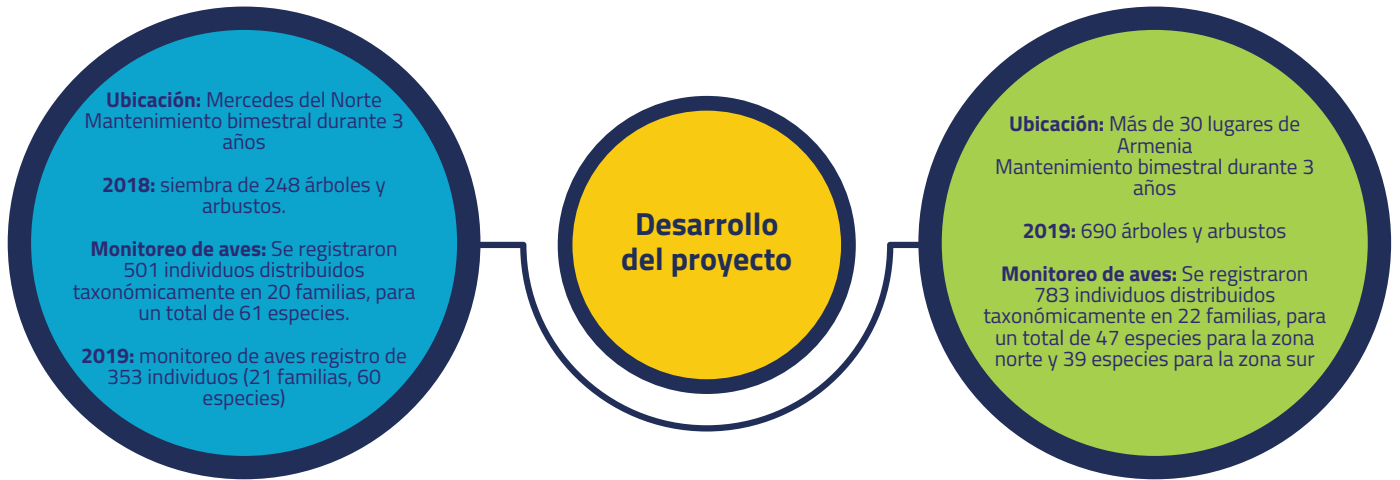 Ubicación: Mercedes del Norte
Mantenimiento bimestral durante 3
años
2018: siembra de 248 árboles y
arbustos.
Monitoreo de aves: Se registraron
501 individuos distribuidos
taxonómicamente en 20 familias, para
un total de 61 especies.
2019: monitoreo de aves registro de
353 individuos (21 familias, 60
especies)
Desarrollo
del proyecto
Ubicación: Más de 30 lugares de
Armenia
Mantenimiento bimestral durante 3
años
2019: 690 árboles y arbustos
Monitoreo de aves: Se registraron
783 individuos distribuidos
taxonómicamente en 22 familias, para
un total de 47 especies para la zona
norte y 39 especies para la zona sur